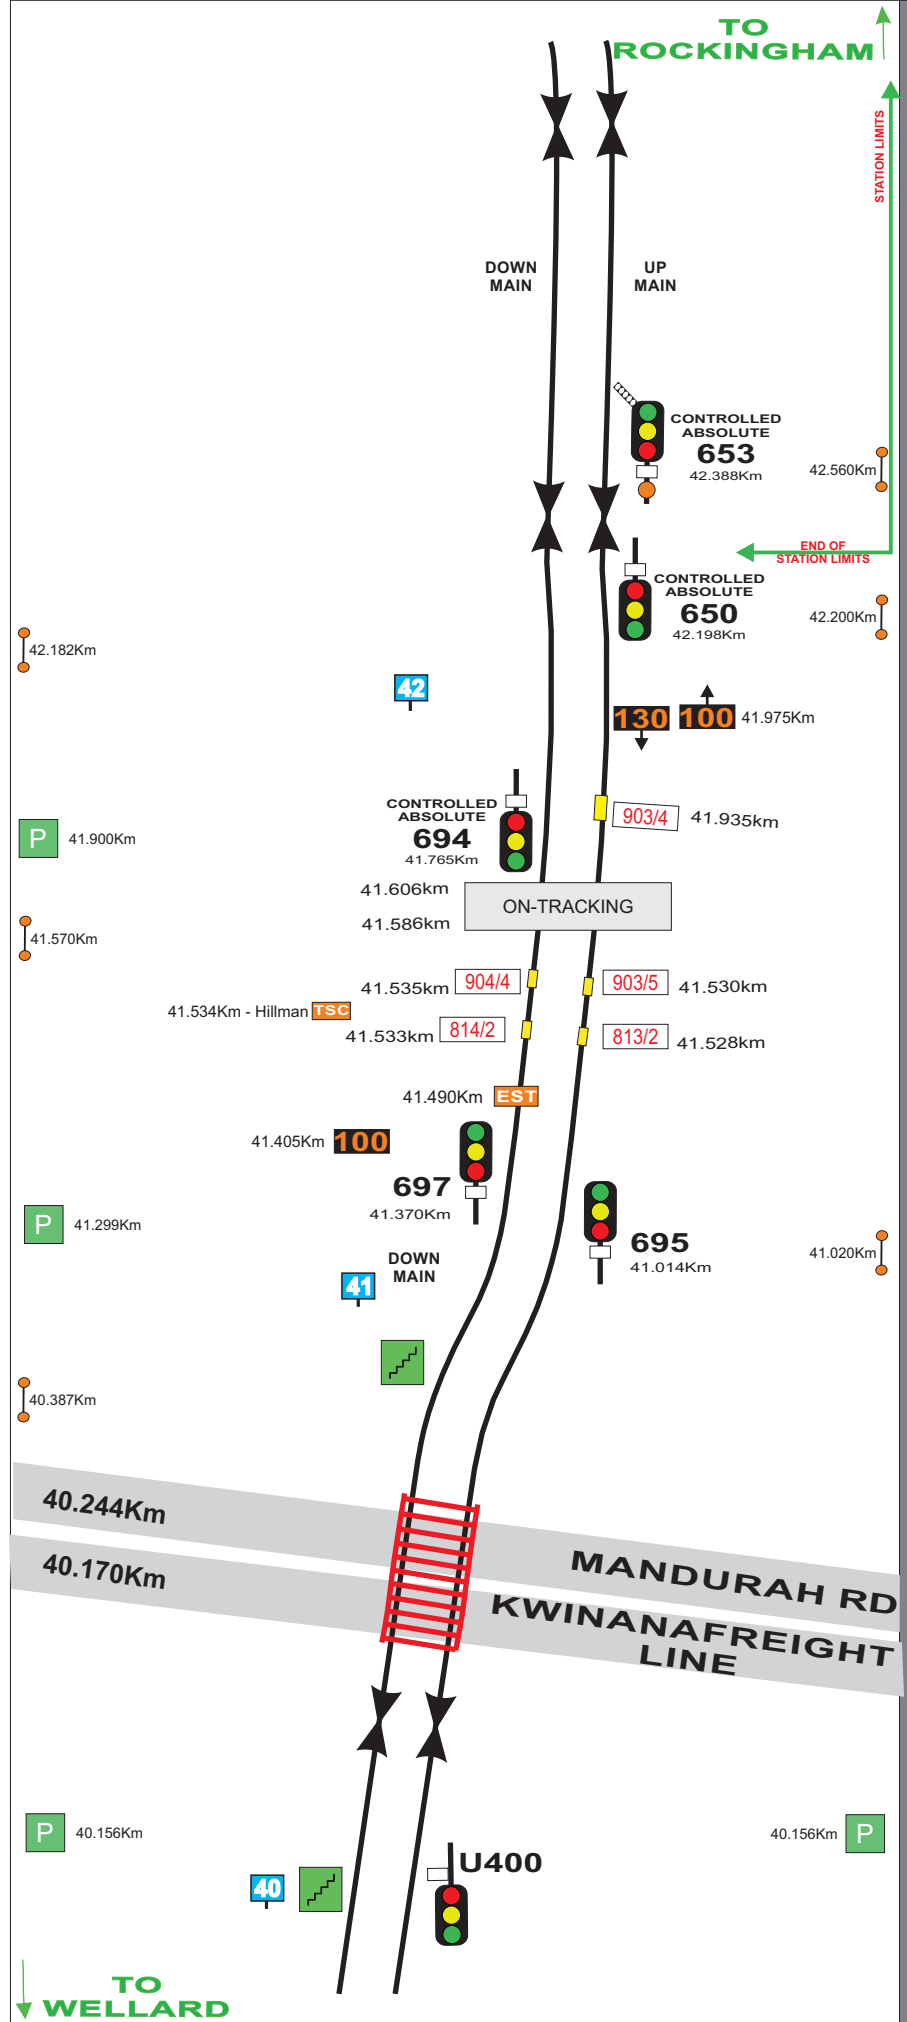 TO
ROCKINGHAM
STATION LIMITS
DOWN
MAIN
UP
MAIN
CONTROLLED
ABSOLUTE
653
42.388Km
42.560Km
END OF
STATION LIMITS
CONTROLLED
ABSOLUTE
650
42.198Km
42.200Km
42.182Km
42
130 100 41.975Km
CONTROLLED
ABSOLUTE
694
41.765Km
903/4 41.935km
P 41.900Km
41.606km
41.586km
ON-TRACKING
41.570Km
41.535km 904/4
903/5 41.530km
41.534Km - Hillman TSC
41.533km 814/2
813/2 41.528km
41.490Km EST
41.405Km 100
697
41.370Km
P 41.299Km
695
41.014Km
41.020Km
DOWN
MAIN
41
40.387Km
40.244Km
40.170Km
MANDURAH RD
KWINANAFREIGHT
LINE
P 40.156Km
40.156Km P
U400
40
TO
WELLARD